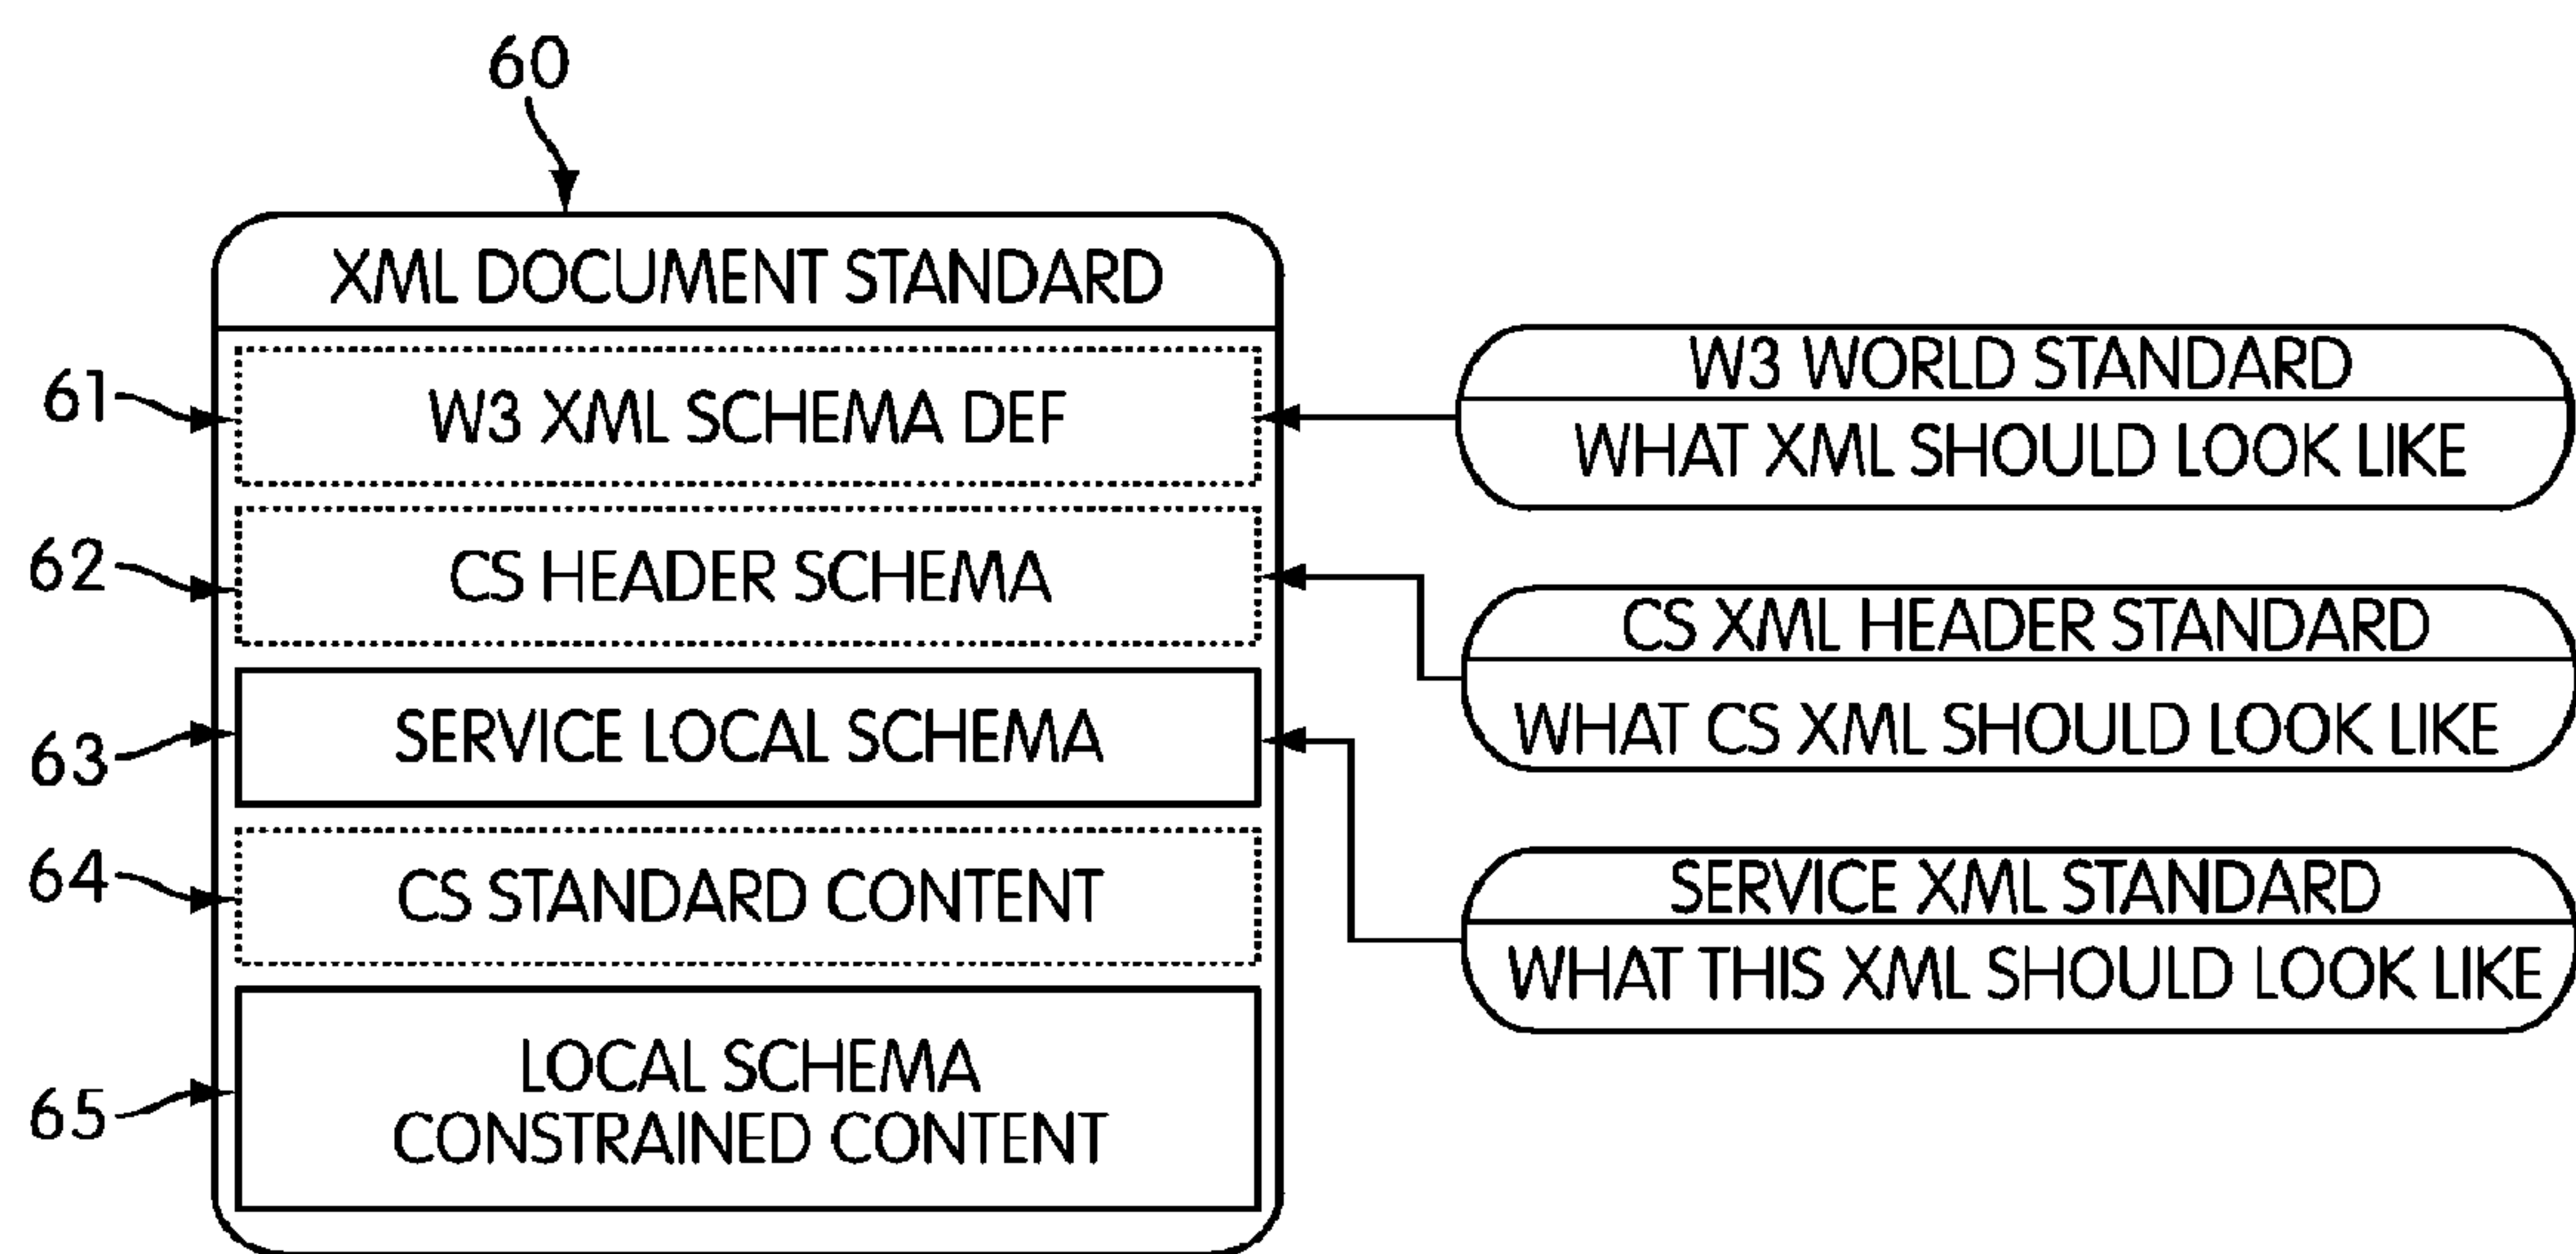 60
XML DOCUMENT STANDARD
61
W3 XML SCHEMA DEF
62
CS HEADER SCHEMA
63
SERVICE LOCAL SCHEMA
64
CS STANDARD CONTENT
65
LOCAL SCHEMA
CONSTRAINED CONTENT
W3 WORLD STANDARD
WHAT XML SHOULD LOOK LIKE
CS XML HEADER STANDARD
WHAT CS XML SHOULD LOOK LIKE
SERVICE XML STANDARD
WHAT THIS XML SHOULD LOOK LIKE